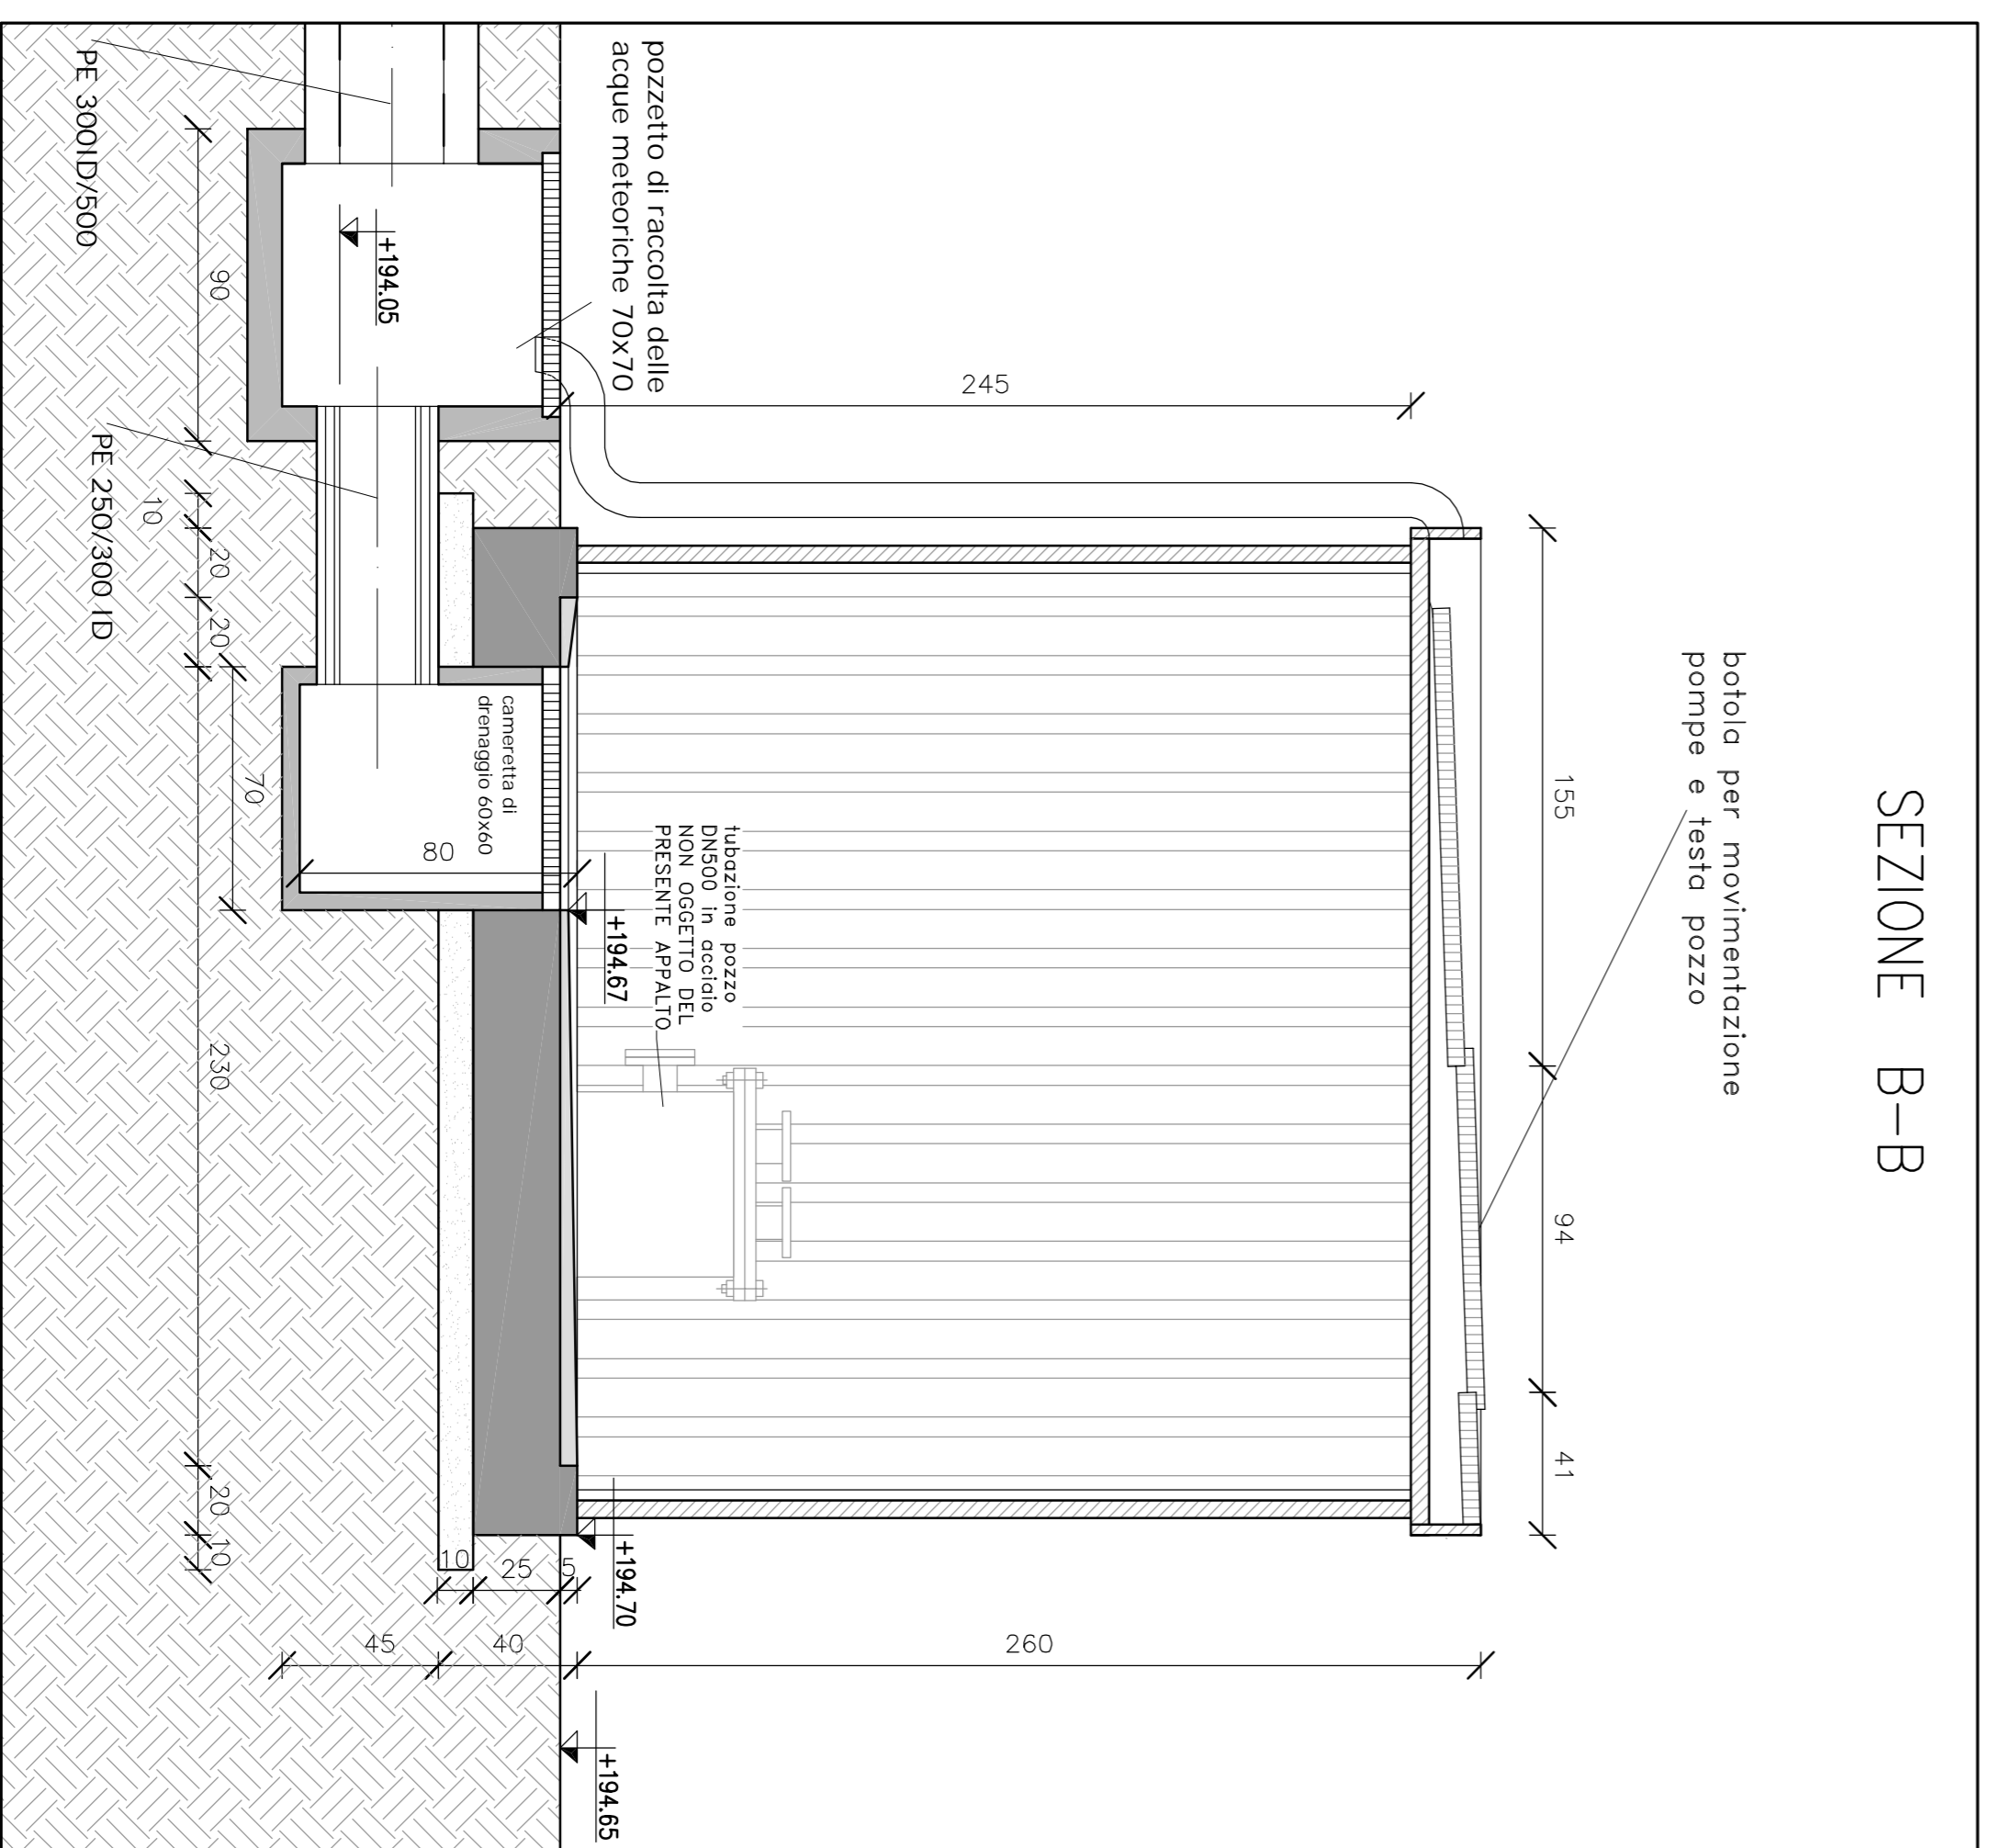 SEZIONE B-B
botola per movimentazione
pompe e testa pozzo
155
94
41
245
260
pozzetto di raccolta delle
acque meteoriche 70x70
tubazione pozzo
DN500 in acciaio
NON OGGETTO DEL
PRESENTE APPALTO
+194.70
+194.67
+194.65
5
25
10
40
45
cameretta di
drenaggio 60x60
80
+194.05
70
90
10
20
20
230
20
10
PE 300ID/500
PE 250/300 ID